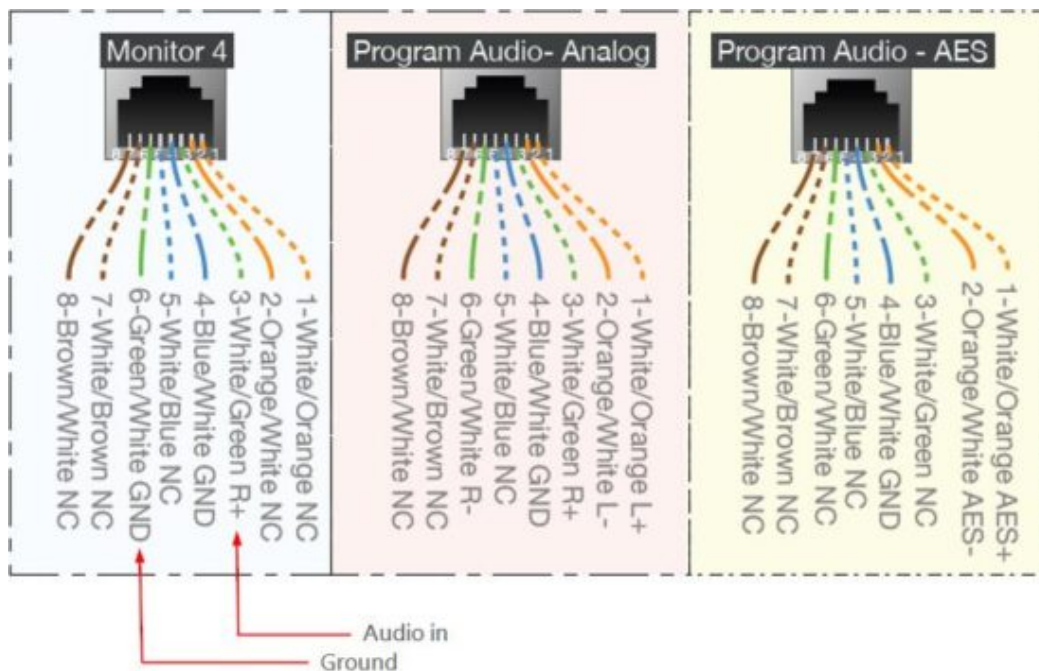 Monitor 4
8-Brown/White NC
7-White/Brown NC
6-Green/White GND
5-White/Blue NC
4-Blue/White GND
3-White/Green R+
2-Orange/White NC
1-White/Orange NC
Program Audio- Analog
8-Brown/White NC
7-White/Brown NC
6-Green/White R-
5-White/Blue NC
4-Blue/White GND
3-White/Green R+
2-Orange/White L-
1-White/Orange L+
Program Audio - AES
8-Brown/White NC
7-White/Brown NC
6-Green/White NC
5-White/Blue NC
4-Blue/White GND
3-White/Green NC
2-Orange/White AES-
1-White/Orange AES+
Audio in
Ground